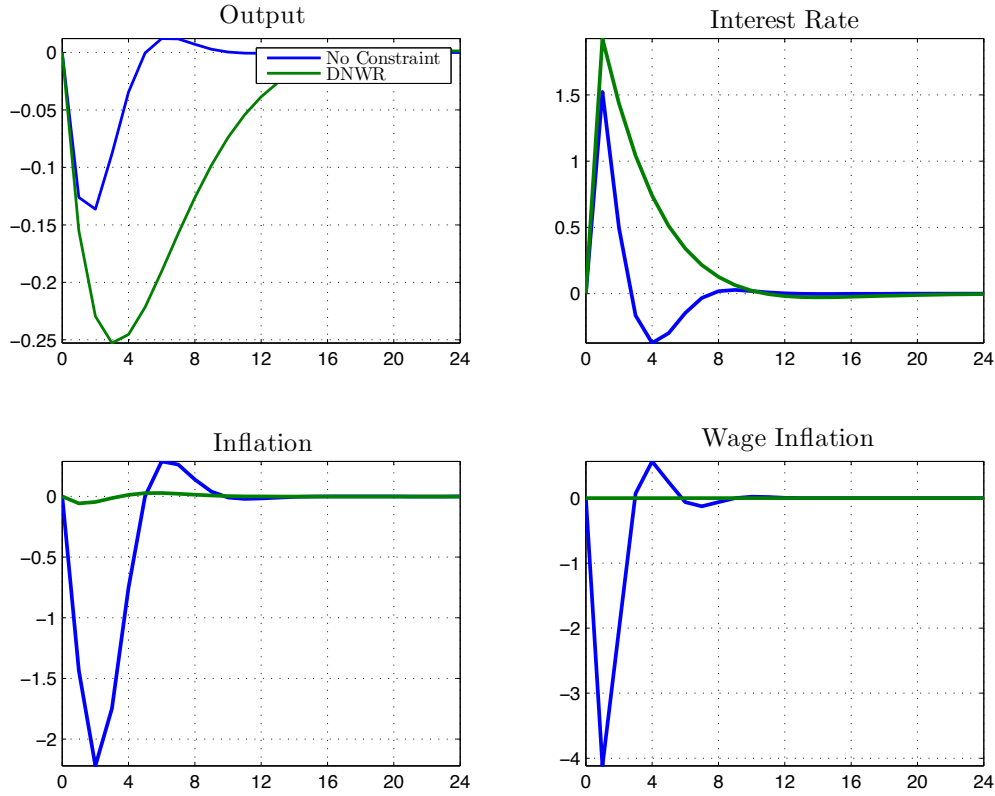 Output
0
−0.05
−0.1
−0.15
−0.2
−0.25
0 4 8 12 16 20 24
No Constraint
DNWR
Interest Rate
1.5
1
0.5
0
0 4 8 12 16 20 24
Inflation
0
−0.5
−1
−1.5
−2
0 4 8 12 16 20 24
Wage Inflation
0
−1
−2
−3
−4
0 4 8 12 16 20 24